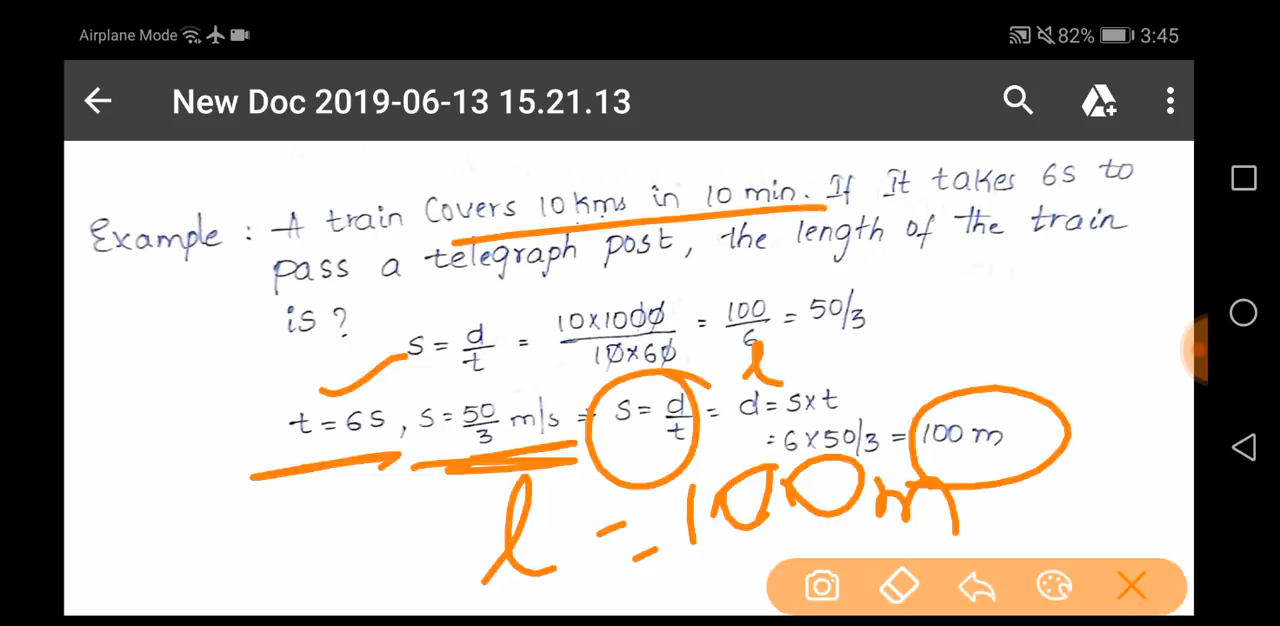 Airplane Mode 82% 3:45
New Doc 2019-06-13 15.21.13
Example : A train Covers 10 kms in 10 min. If It takes 6s to
pass a telegraph post, the length of the train
is ?
s = d/t = 10×1000/10×60 = 100/6 = 50/3
l
t = 6s, s = 50/3 m/s = s = d/t = d = s×t
= 6×50/3 = 100 m
l = 100m